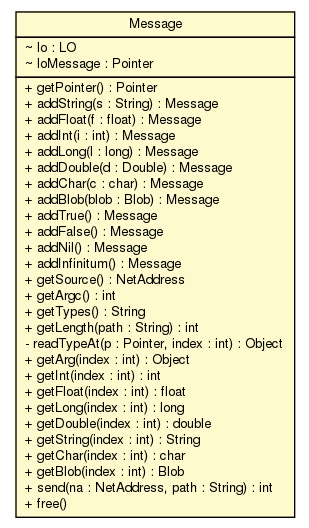 Message
~ lo : LO
~ loMessage : Pointer
+ getPointer() : Pointer
+ addString(s : String) : Message
+ addFloat(f : float) : Message
+ addInt(i : int) : Message
+ addLong(l : long) : Message
+ addDouble(d : Double) : Message
+ addChar(c : char) : Message
+ addBlob(blob : Blob) : Message
+ addTrue() : Message
+ addFalse() : Message
+ addNil() : Message
+ addInfinitum() : Message
+ getSource() : NetAddress
+ getArgc() : int
+ getTypes() : String
+ getLength(path : String) : int
- readTypeAt(p : Pointer, index : int) : Object
+ getArg(index : int) : Object
+ getInt(index : int) : int
+ getFloat(index : int) : float
+ getLong(index : int) : long
+ getDouble(index : int) : double
+ getString(index : int) : String
+ getChar(index : int) : char
+ getBlob(index : int) : Blob
+ send(na : NetAddress, path : String) : int
+ free()